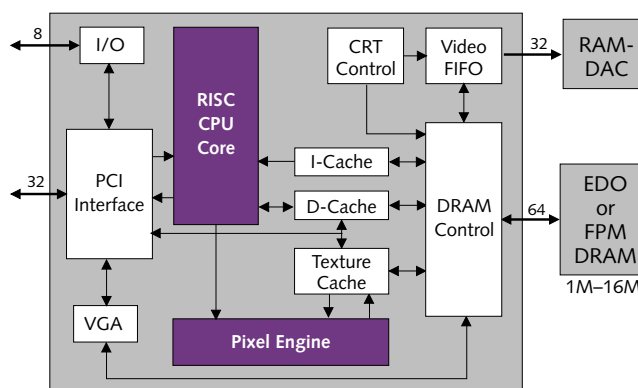 8
I/O
RISC
CPU
Core
CRT
Control
Video
FIFO
32
RAM-
DAC
I-Cache
32
PCI
Interface
D-Cache
DRAM
Control
64
EDO
or
FPM
DRAM
1M–16M
Texture
Cache
VGA
Pixel Engine